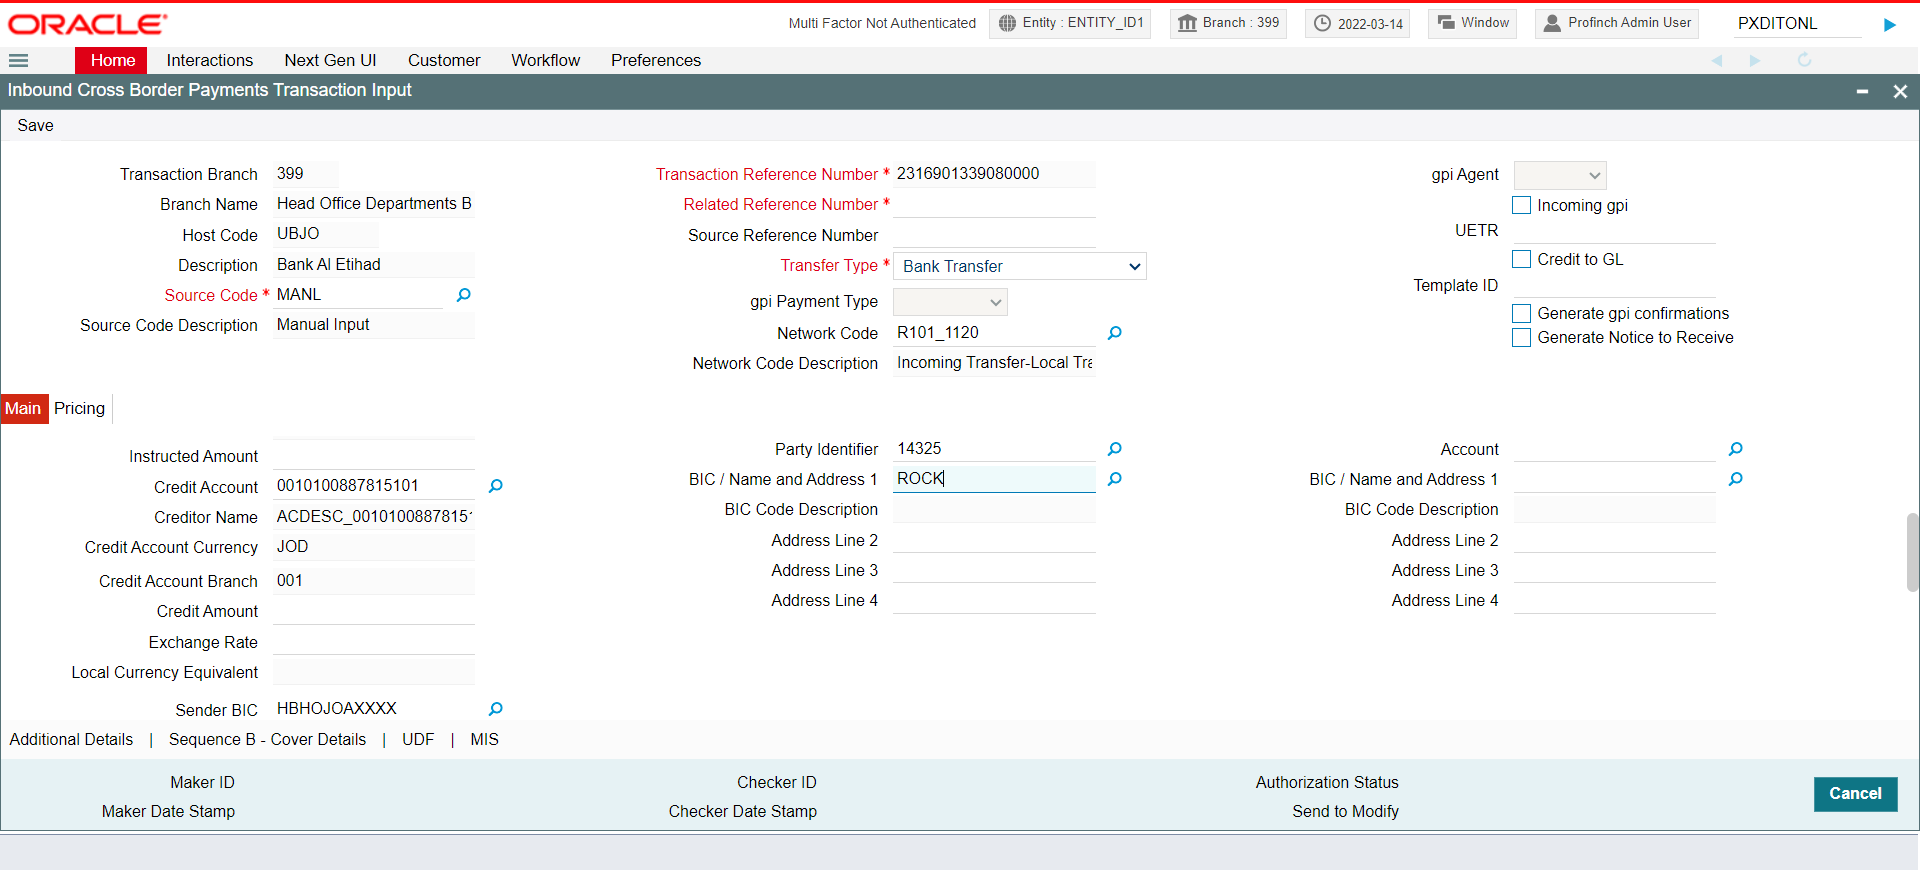 ORACLE
Multi Factor Not Authenticated
Entity : ENTITY_ID1
Branch : 399
2022-03-14
Window
Profinch Admin User
PXDITONL
Home
Interactions
Next Gen UI
Customer
Workflow
Preferences
Inbound Cross Border Payments Transaction Input
Save
Transaction Branch 399
Branch Name Head Office Departments B
Host Code UBJO
Description Bank Al Etihad
Source Code * MANL
Source Code Description Manual Input
Transaction Reference Number * 2316901339080000
Related Reference Number *
Source Reference Number
Transfer Type * Bank Transfer
gpi Payment Type
Network Code R101_1120
Network Code Description Incoming Transfer-Local Tra
gpi Agent
Incoming gpi
UETR
Credit to GL
Template ID
Generate gpi confirmations
Generate Notice to Receive
Main Pricing
Instructed Amount
Credit Account 0010100887815101
Creditor Name ACDESC_0010100887815
Credit Account Currency JOD
Credit Account Branch 001
Credit Amount
Exchange Rate
Local Currency Equivalent
Sender BIC HBHOJOAXXXX
Party Identifier 14325
BIC / Name and Address 1 ROCK
BIC Code Description
Address Line 2
Address Line 3
Address Line 4
Account
BIC / Name and Address 1
BIC Code Description
Address Line 2
Address Line 3
Address Line 4
Additional Details | Sequence B - Cover Details | UDF | MIS
Maker ID
Maker Date Stamp
Checker ID
Checker Date Stamp
Authorization Status
Send to Modify
Cancel